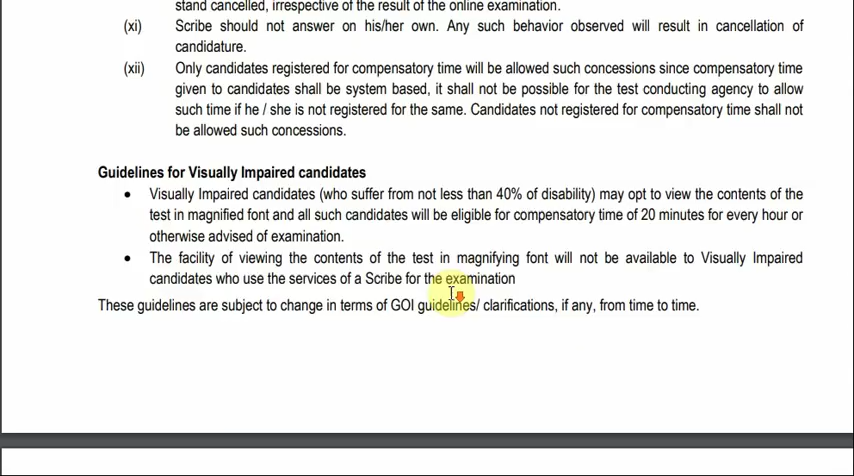 stand cancelled, irrespective of the result of the online examination.
(xi) Scribe should not answer on his/her own. Any such behavior observed will result in cancellation of
candidature.
(xii) Only candidates registered for compensatory time will be allowed such concessions since compensatory time
given to candidates shall be system based, it shall not be possible for the test conducting agency to allow
such time if he / she is not registered for the same. Candidates not registered for compensatory time shall not
be allowed such concessions.
Guidelines for Visually Impaired candidates
• Visually Impaired candidates (who suffer from not less than 40% of disability) may opt to view the contents of the
test in magnified font and all such candidates will be eligible for compensatory time of 20 minutes for every hour or
otherwise advised of examination.
• The facility of viewing the contents of the test in magnifying font will not be available to Visually Impaired
candidates who use the services of a Scribe for the examination
These guidelines are subject to change in terms of GOI guidelines/ clarifications, if any, from time to time.